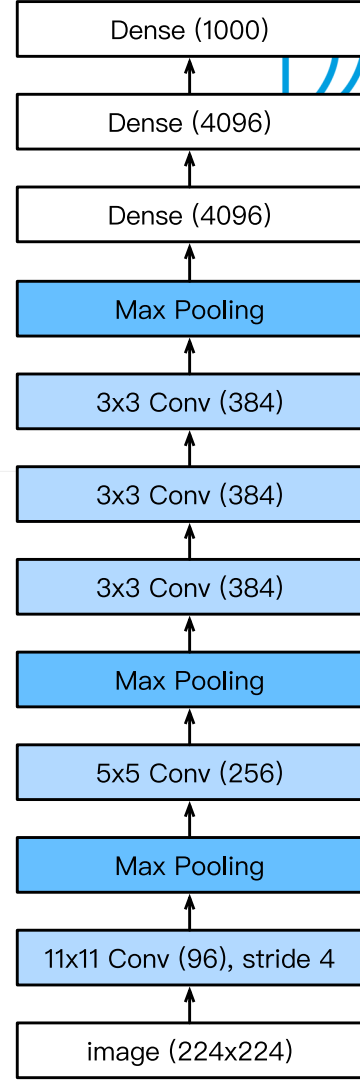 Dense (1000)
Dense (4096)
Dense (4096)
Max Pooling
3x3 Conv (384)
3x3 Conv (384)
3x3 Conv (384)
Max Pooling
5x5 Conv (256)
Max Pooling
11x11 Conv (96), stride 4
image (224x224)